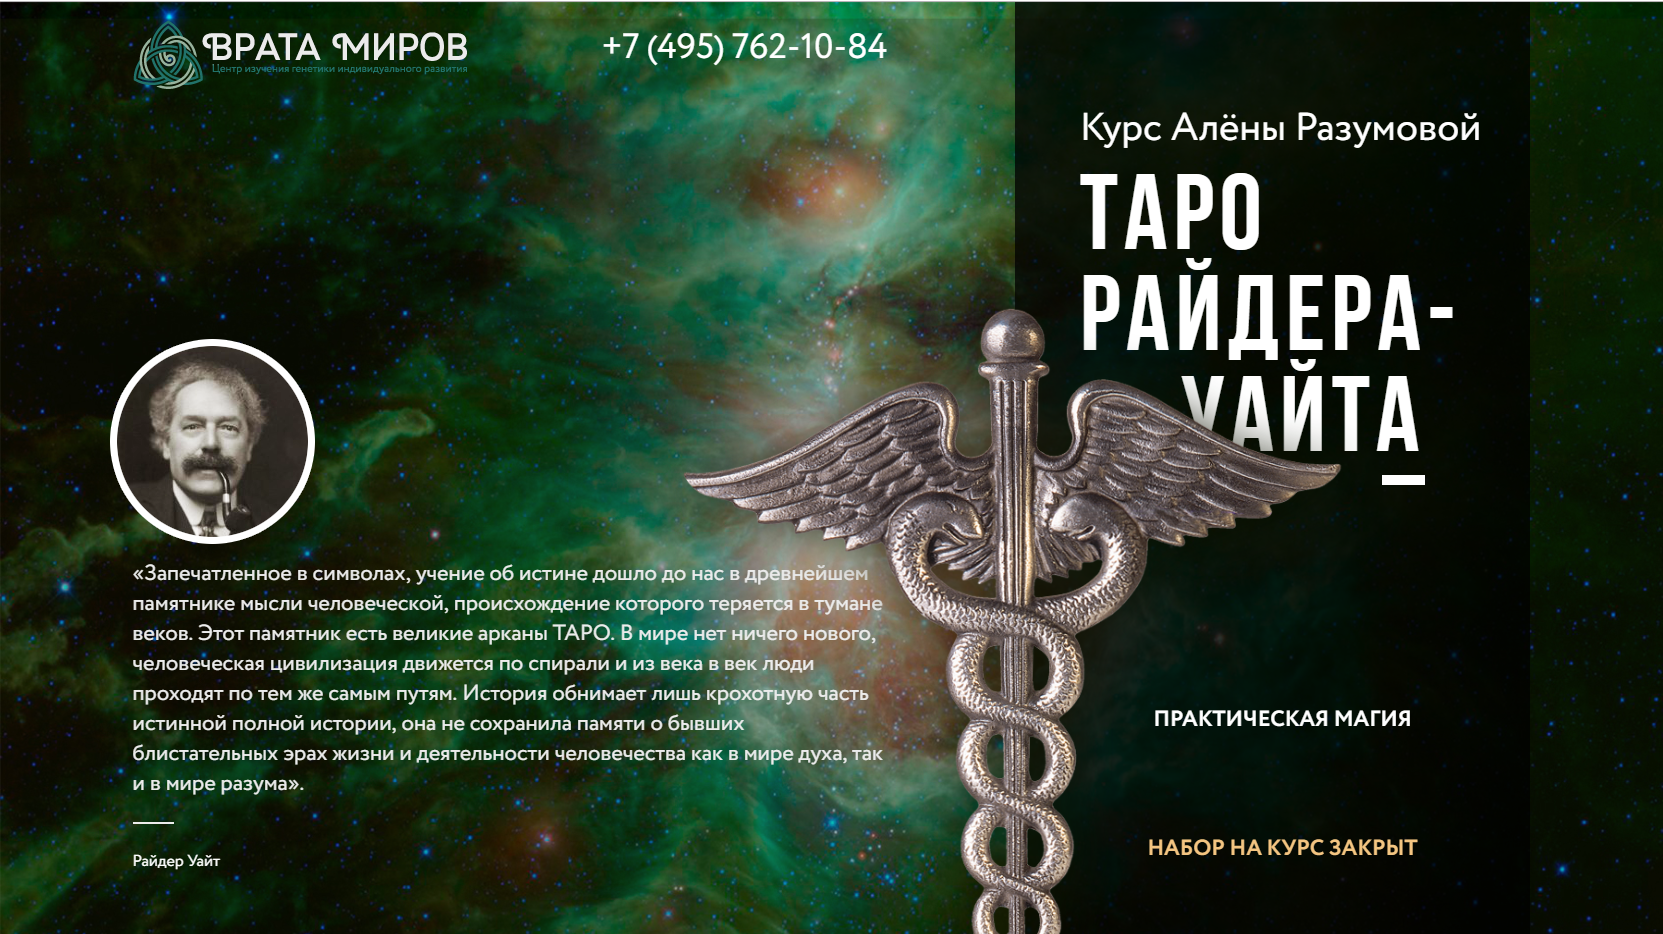 ВРАТА МИРОВ
Центр изучения генетики индивидуального развития
+7 (495) 762-10-84
Курс Алёны Разумовой
ТАРО
РАЙДЕРА-
УАЙТА
«Запечатленное в символах, учение об истине дошло до нас в древнейшем
памятнике мысли человеческой, происхождение которого теряется в тумане
веков. Этот памятник есть великие арканы ТАРО. В мире нет ничего нового,
человеческая цивилизация движется по спирали и из века в век люди
проходят по тем же самым путям. История обнимает лишь крохотную часть
истинной полной истории, она не сохранила памяти о бывших
блистательных эрах жизни и деятельности человечества как в мире духа, так
и в мире разума».
Райдер Уайт
ПРАКТИЧЕСКАЯ МАГИЯ
НАБОР НА КУРС ЗАКРЫТ